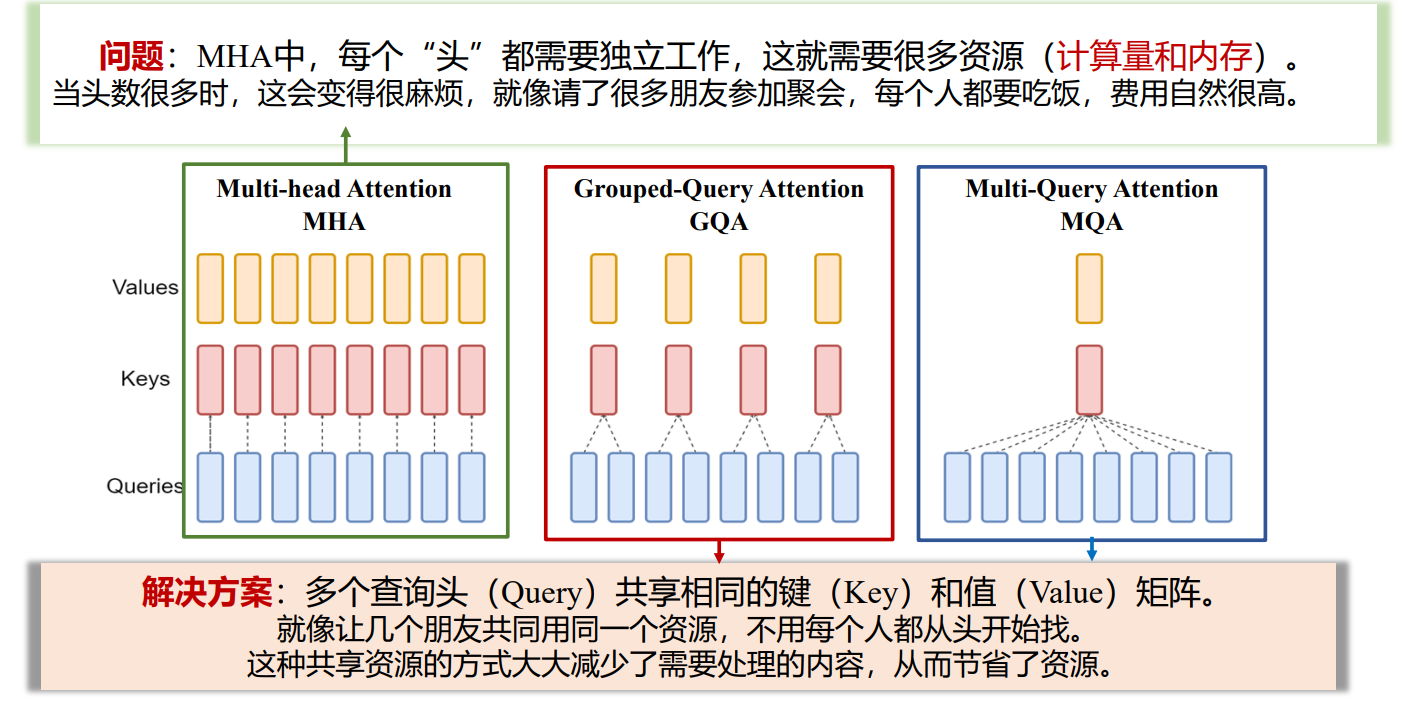 问题：MHA中，每个“头”都需要独立工作，这就需要很多资源（计算量和内存）。
当头数很多时，这会变得很麻烦，就像请了很多朋友参加聚会，每个人都要吃饭，费用自然很高。
Multi-head Attention
MHA
Grouped-Query Attention
GQA
Multi-Query Attention
MQA
Values
Keys
Queries
解决方案：多个查询头（Query）共享相同的键（Key）和值（Value）矩阵。
就像让几个朋友共同用同一个资源，不用每个人都从头开始找。
这种共享资源的方式大大减少了需要处理的内容，从而节省了资源。